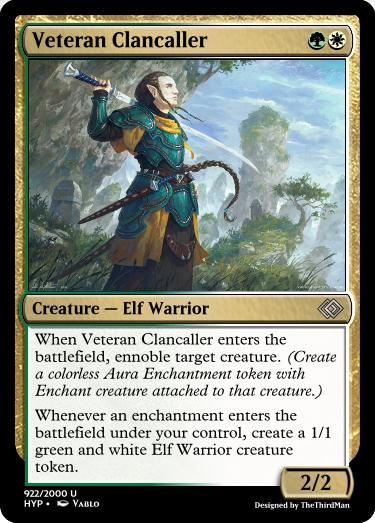 Veteran Clancaller
Creature — Elf Warrior
When Veteran Clancaller enters the
battlefield, ennoble target creature. (Create
a colorless Aura Enchantment token with
Enchant creature attached to that creature.)
Whenever an enchantment enters the
battlefield under your control, create a 1/1
green and white Elf Warrior creature
token.
2/2
922/2000 U
HYP • Vablo
Designed by TheThirdMan